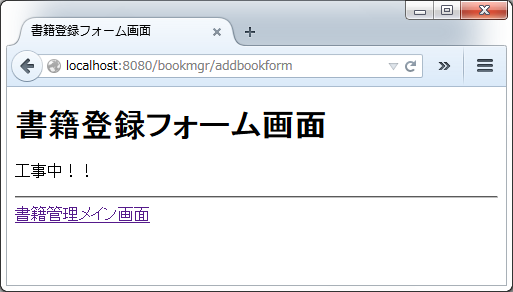 書籍登録フォーム画面
localhost:8080/bookmgr/addbookform
書籍登録フォーム画面
工事中！！
書籍管理メイン画面